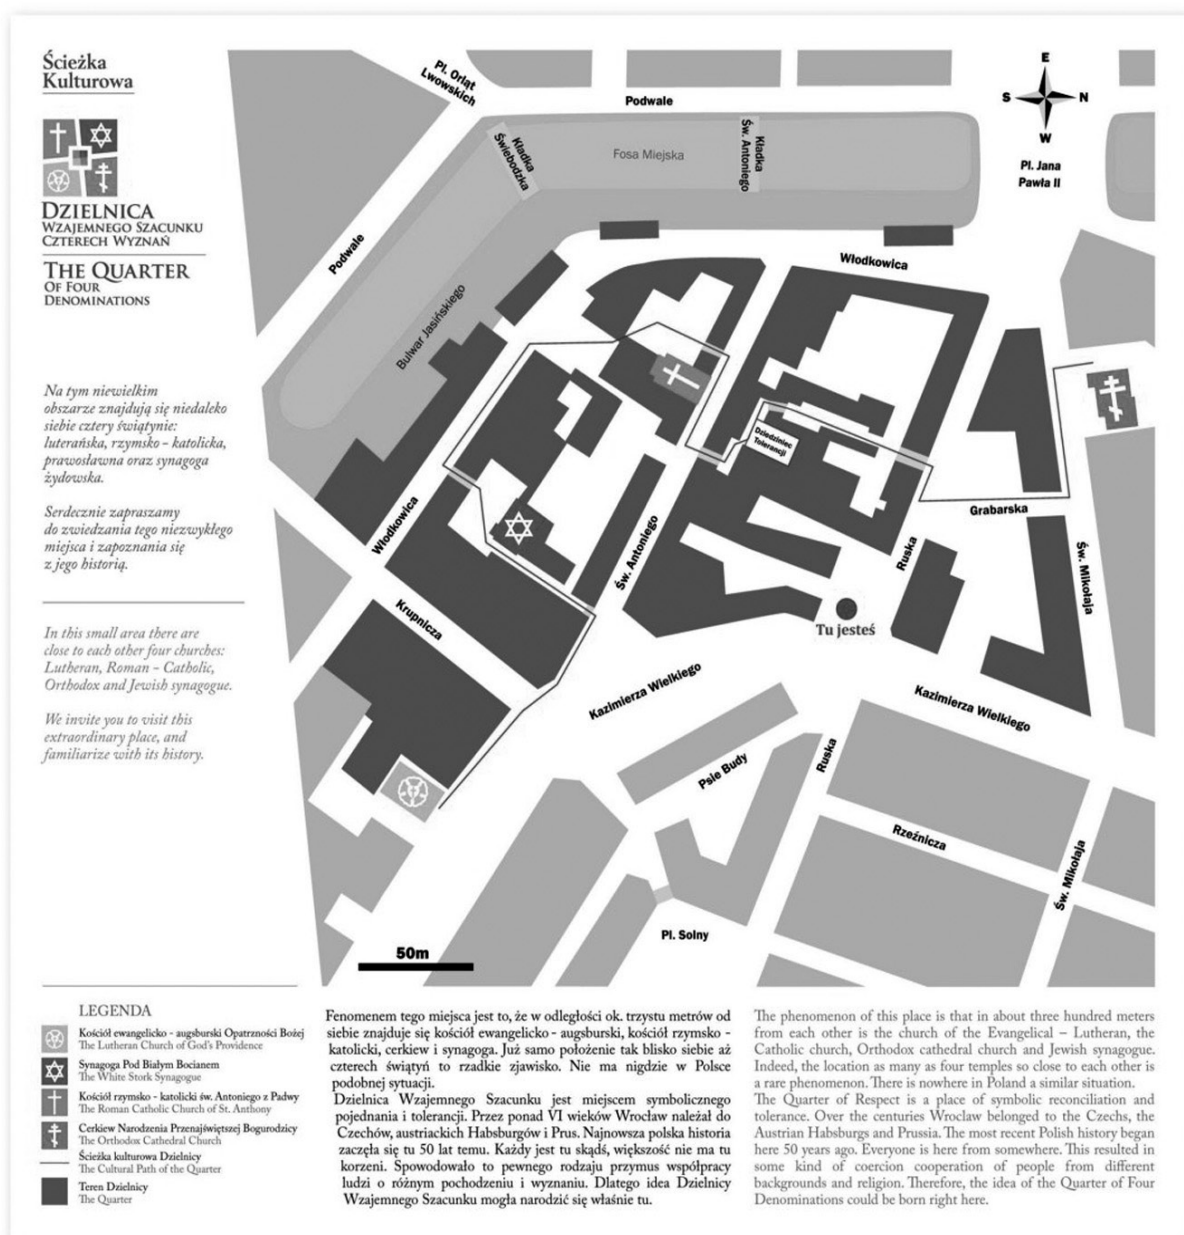 Ścieżka
Kulturowa
DZIELNICA
WZAJEMNEGO SZACUNKU
CZTERECH WYZNAŃ
THE QUARTER
OF FOUR
DENOMINATIONS
Na tym niewielkim
obszarze znajdują się niedaleko
siebie cztery świątynie:
luterańska, rzymsko - katolicka,
prawosławna oraz synagoga
żydowska.
Serdecznie zapraszamy
do zwiedzania tego niezwykłego
miejsca i zapoznania się
z jego historią.
In this small area there are
close to each other four churches:
Lutheran, Roman – Catholic,
Orthodox and Jewish synagogue.
We invite you to visit this
extraordinary place, and
familiarize with its history.
Pl. Orląt
Lwowskich
Podwale
E
S
N
W
Pl. Jana
Pawła II
Kładka
Świebodzka
Fosa Miejska
Kładka
Św. Antoniego
Podwale
Bulwar Jasińskiego
Włodkowica
Dziedziniec
Tolerancji
Włodkowica
Grabarska
Św. Antoniego
Ruska
Św. Mikołaja
Krupnicza
Tu jesteś
Kazimierza Wielkiego
Kazimierza Wielkiego
Psie Budy
Ruska
Rzeźnicza
Św. Mikołaja
Pl. Solny
50m
LEGENDA
Kościół ewangelicko - augsburski Opatrzności Bożej
The Lutheran Church of God's Providence
Synagoga Pod Białym Bocianem
The White Stork Synagogue
Kościół rzymsko - katolicki św. Antoniego z Padwy
The Roman Catholic Church of St. Anthony
Cerkiew Narodzenia Przenajświętszej Bogurodzicy
The Orthodox Cathedral Church
Ścieżka kulturowa Dzielnicy
The Cultural Path of the Quarter
Teren Dzielnicy
The Quarter
Fenomenem tego miejsca jest to, że w odległości ok. trzystu metrów od
siebie znajduje się kościół ewangelicko - augsburski, kościół rzymsko -
katolicki, cerkiew i synagoga. Już samo położenie tak blisko siebie aż
czterech świątyń to rzadkie zjawisko. Nie ma nigdzie w Polsce
podobnej sytuacji.
Dzielnica Wzajemnego Szacunku jest miejscem symbolicznego
pojednania i tolerancji. Przez ponad VI wieków Wrocław należał do
Czechów, austriackich Habsburgów i Prus. Najnowsza polska historia
zaczęła się tu 50 lat temu. Każdy jest tu skądś, większość nie ma tu
korzeni. Spowodowało to pewnego rodzaju przymus współpracy
ludzi o różnym pochodzeniu i wyznaniu. Dlatego idea Dzielnicy
Wzajemnego Szacunku mogła narodzić się właśnie tu.
The phenomenon of this place is that in about three hundred meters
from each other is the church of the Evangelical – Lutheran, the
Catholic church, Orthodox cathedral church and Jewish synagogue.
Indeed, the location as many as four temples so close to each other is
a rare phenomenon. There is nowhere in Poland a similar situation.
The Quarter of Respect is a place of symbolic reconciliation and
tolerance. Over the centuries Wroclaw belonged to the Czechs, the
Austrian Habsburgs and Prussia. The most recent Polish history began
here 50 years ago. Everyone is here from somewhere. This resulted in
some kind of coercion cooperation of people from different
backgrounds and religion. Therefore, the idea of the Quarter of Four
Denominations could be born right here.